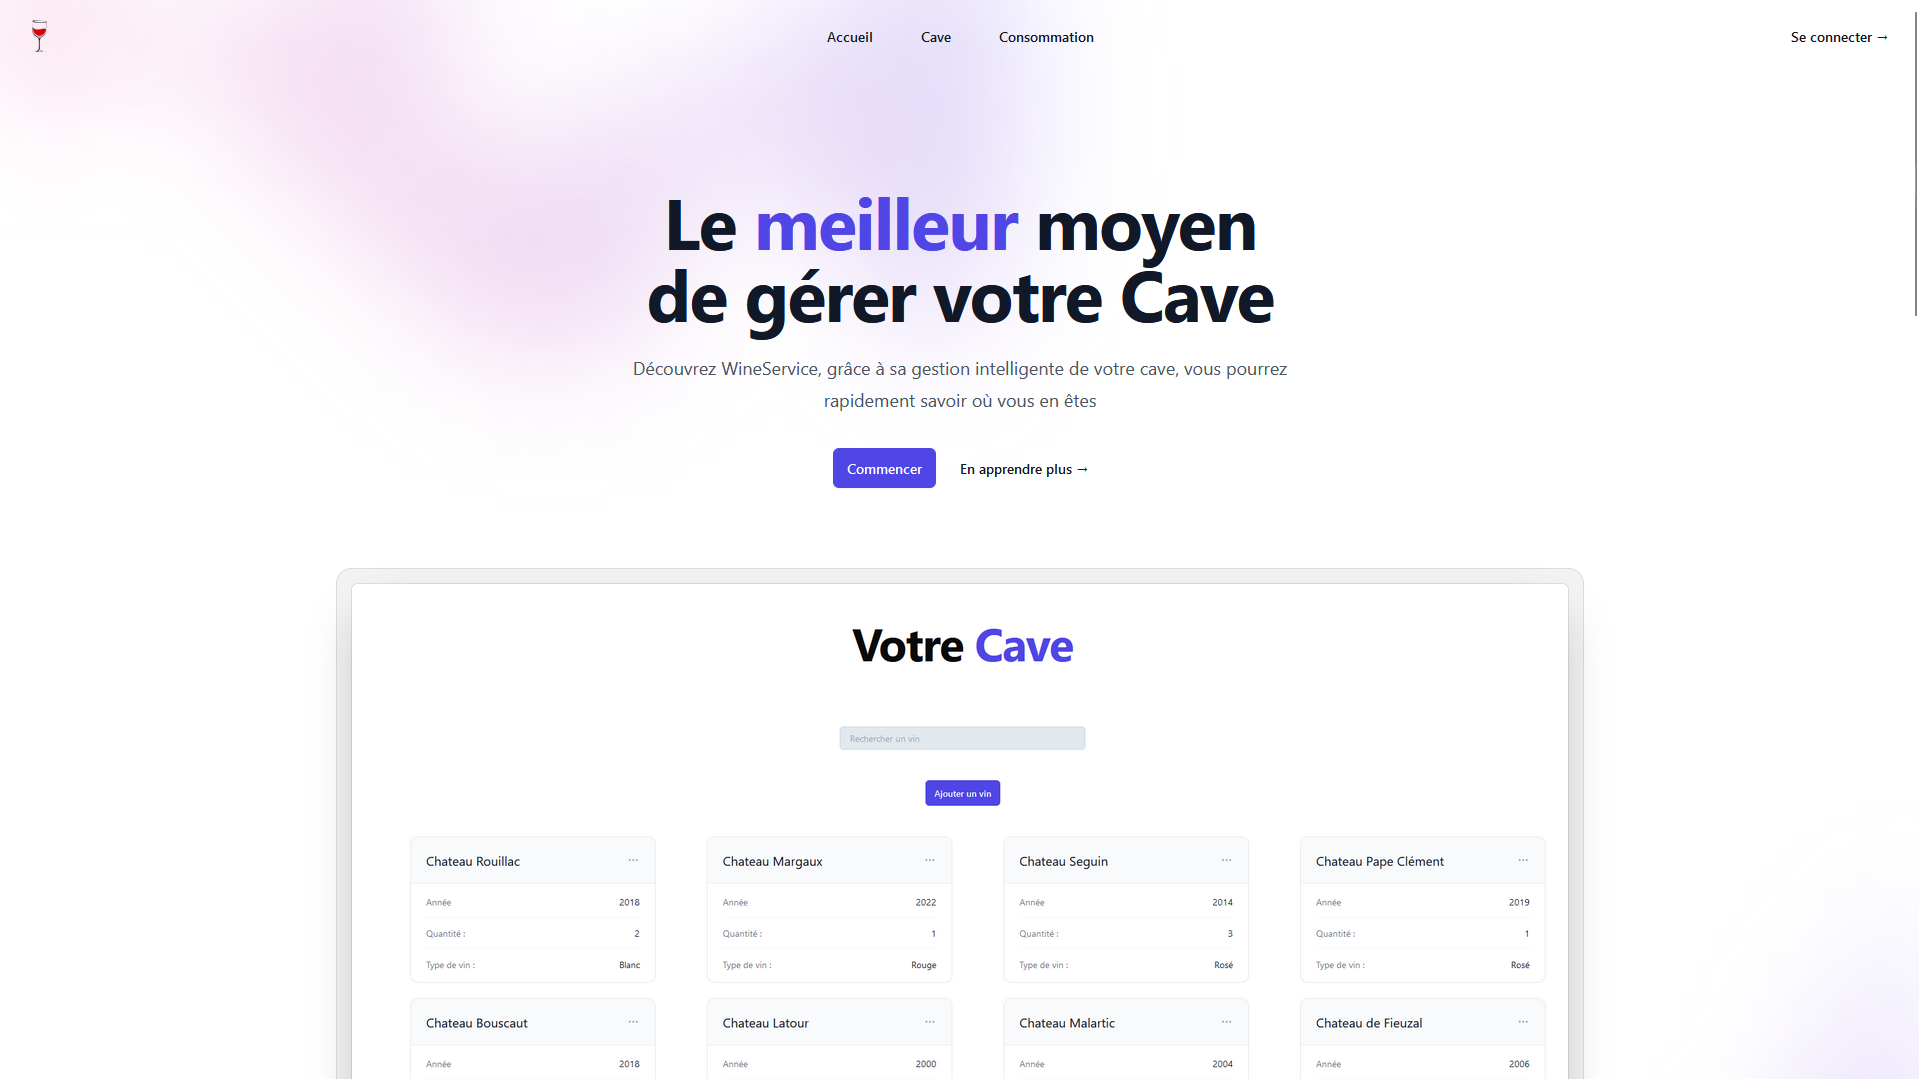 Accueil Cave Consommation Se connecter →
Le meilleur moyen
de gérer votre Cave
Découvrez WineService, grâce à sa gestion intelligente de votre cave, vous pourrez
rapidement savoir où vous en êtes
Commencer En apprendre plus →
Votre Cave
Rechercher un vin
Ajouter un vin
Chateau Rouillac ... Chateau Margaux ... Chateau Seguin ... Chateau Pape Clément ...
Année 2018 Année 2022 Année 2014 Année 2019
Quantité : 2 Quantité : 1 Quantité : 3 Quantité : 1
Type de vin : Blanc Type de vin : Rouge Type de vin : Rosé Type de vin : Rosé
Chateau Bouscaut ... Chateau Latour ... Chateau Malartic ... Chateau de Fieuzal ...
Année 2018 Année 2000 Année 2004 Année 2006